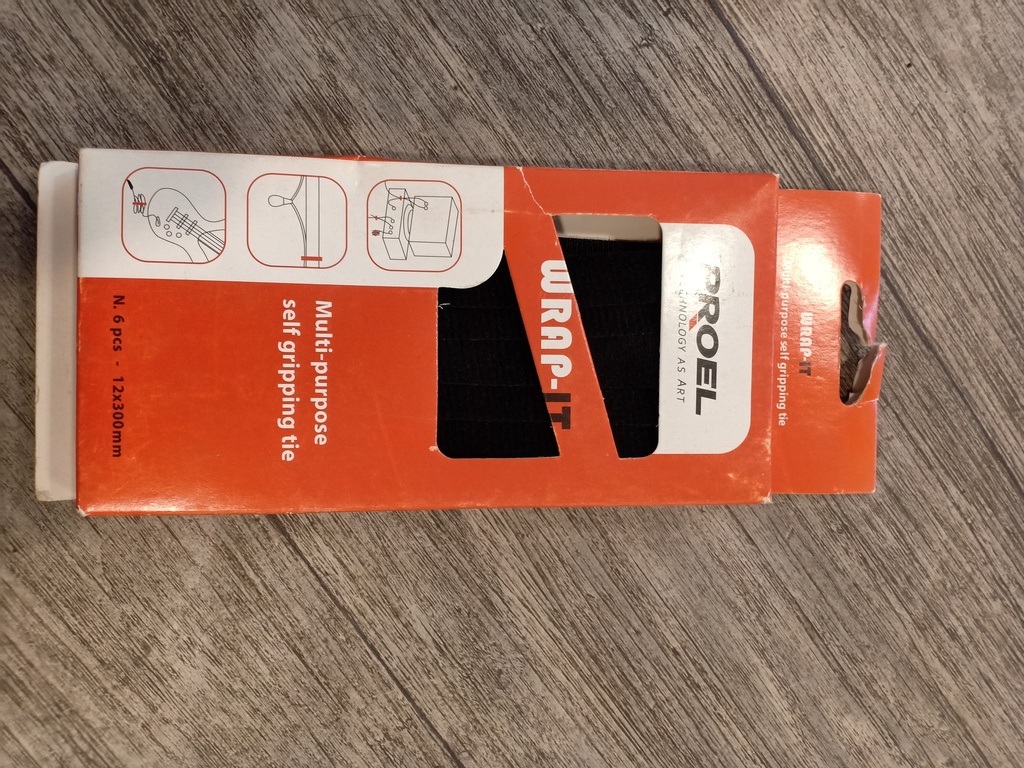 WRAP-IT
multi-purpose self gripping tie
PROEL
TECHNOLOGY AS ART
WRAP-IT
Multi-purpose
self gripping tie
N. 6 pcs - 12x300mm